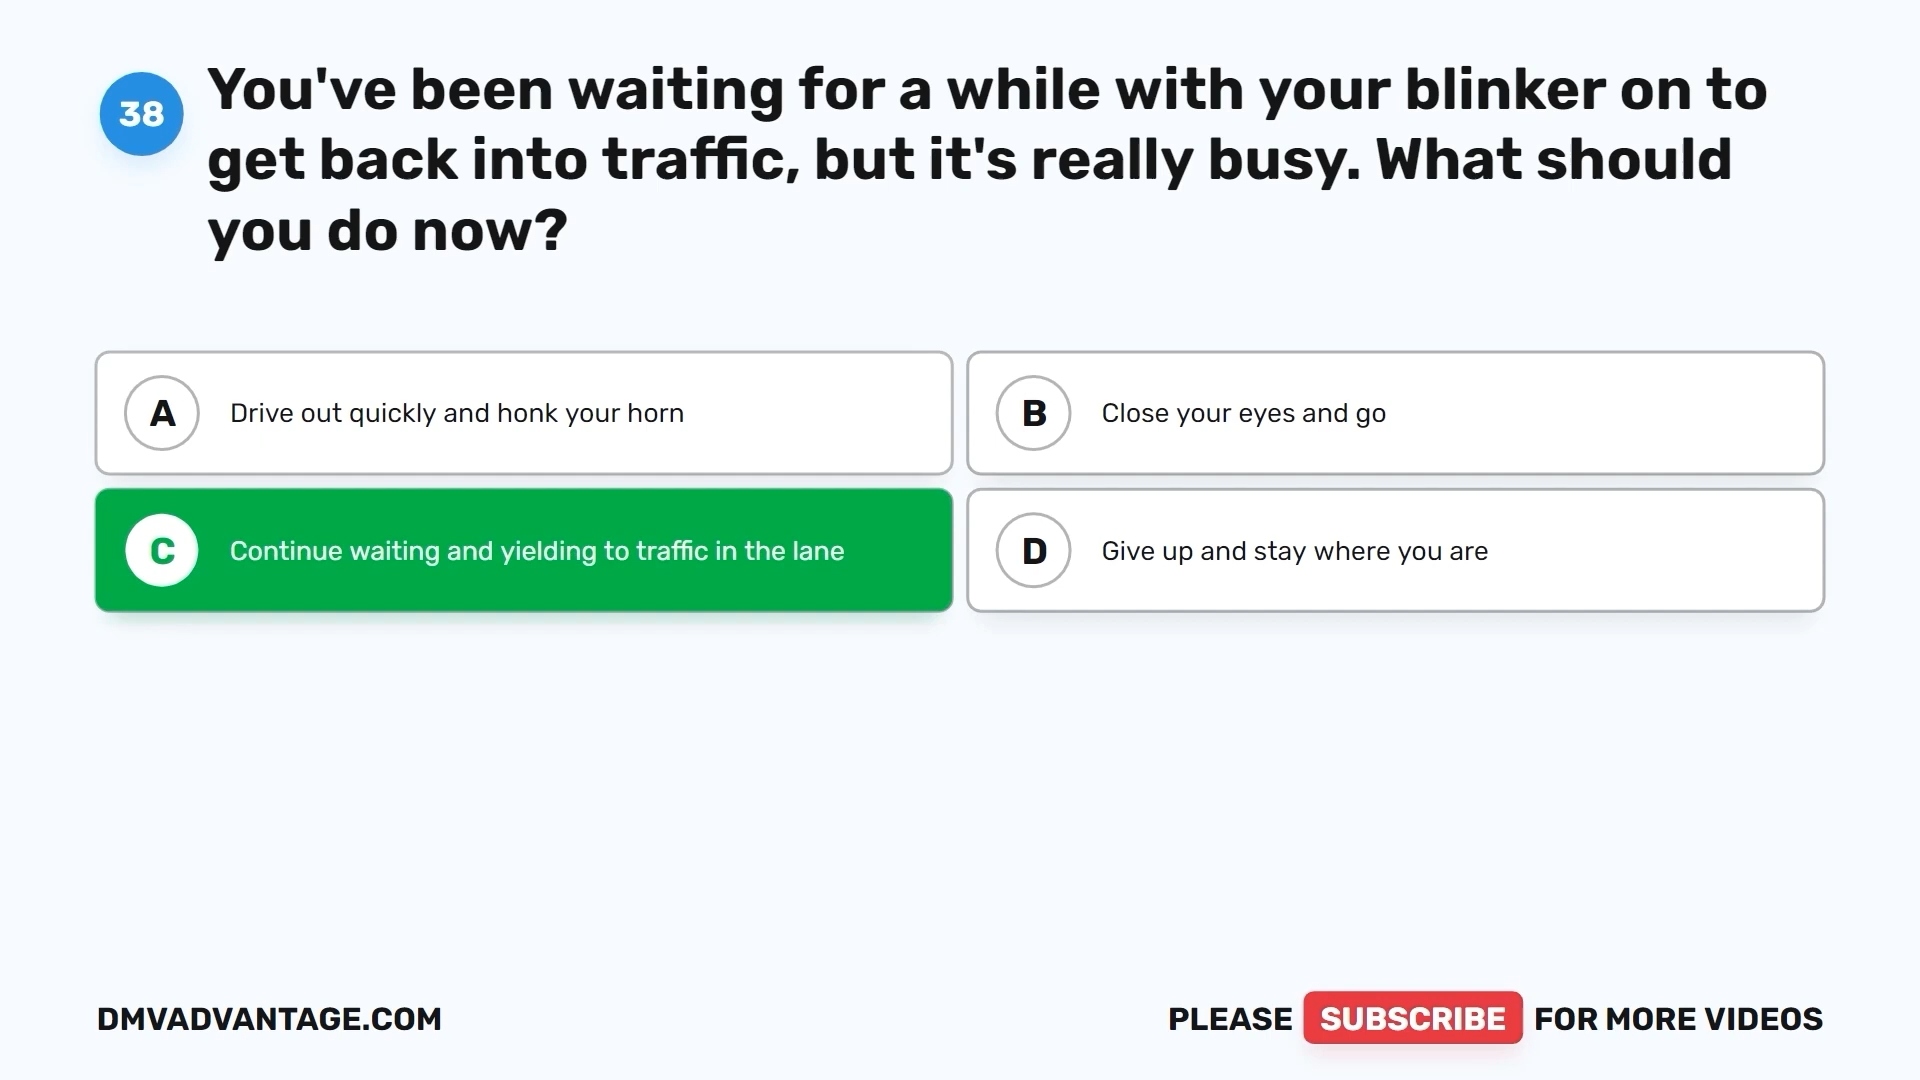 38
You've been waiting for a while with your blinker on to
get back into traffic, but it's really busy. What should
you do now?
A Drive out quickly and honk your horn
B Close your eyes and go
C Continue waiting and yielding to traffic in the lane
D Give up and stay where you are
DMVADVANTAGE.COM
PLEASE SUBSCRIBE FOR MORE VIDEOS